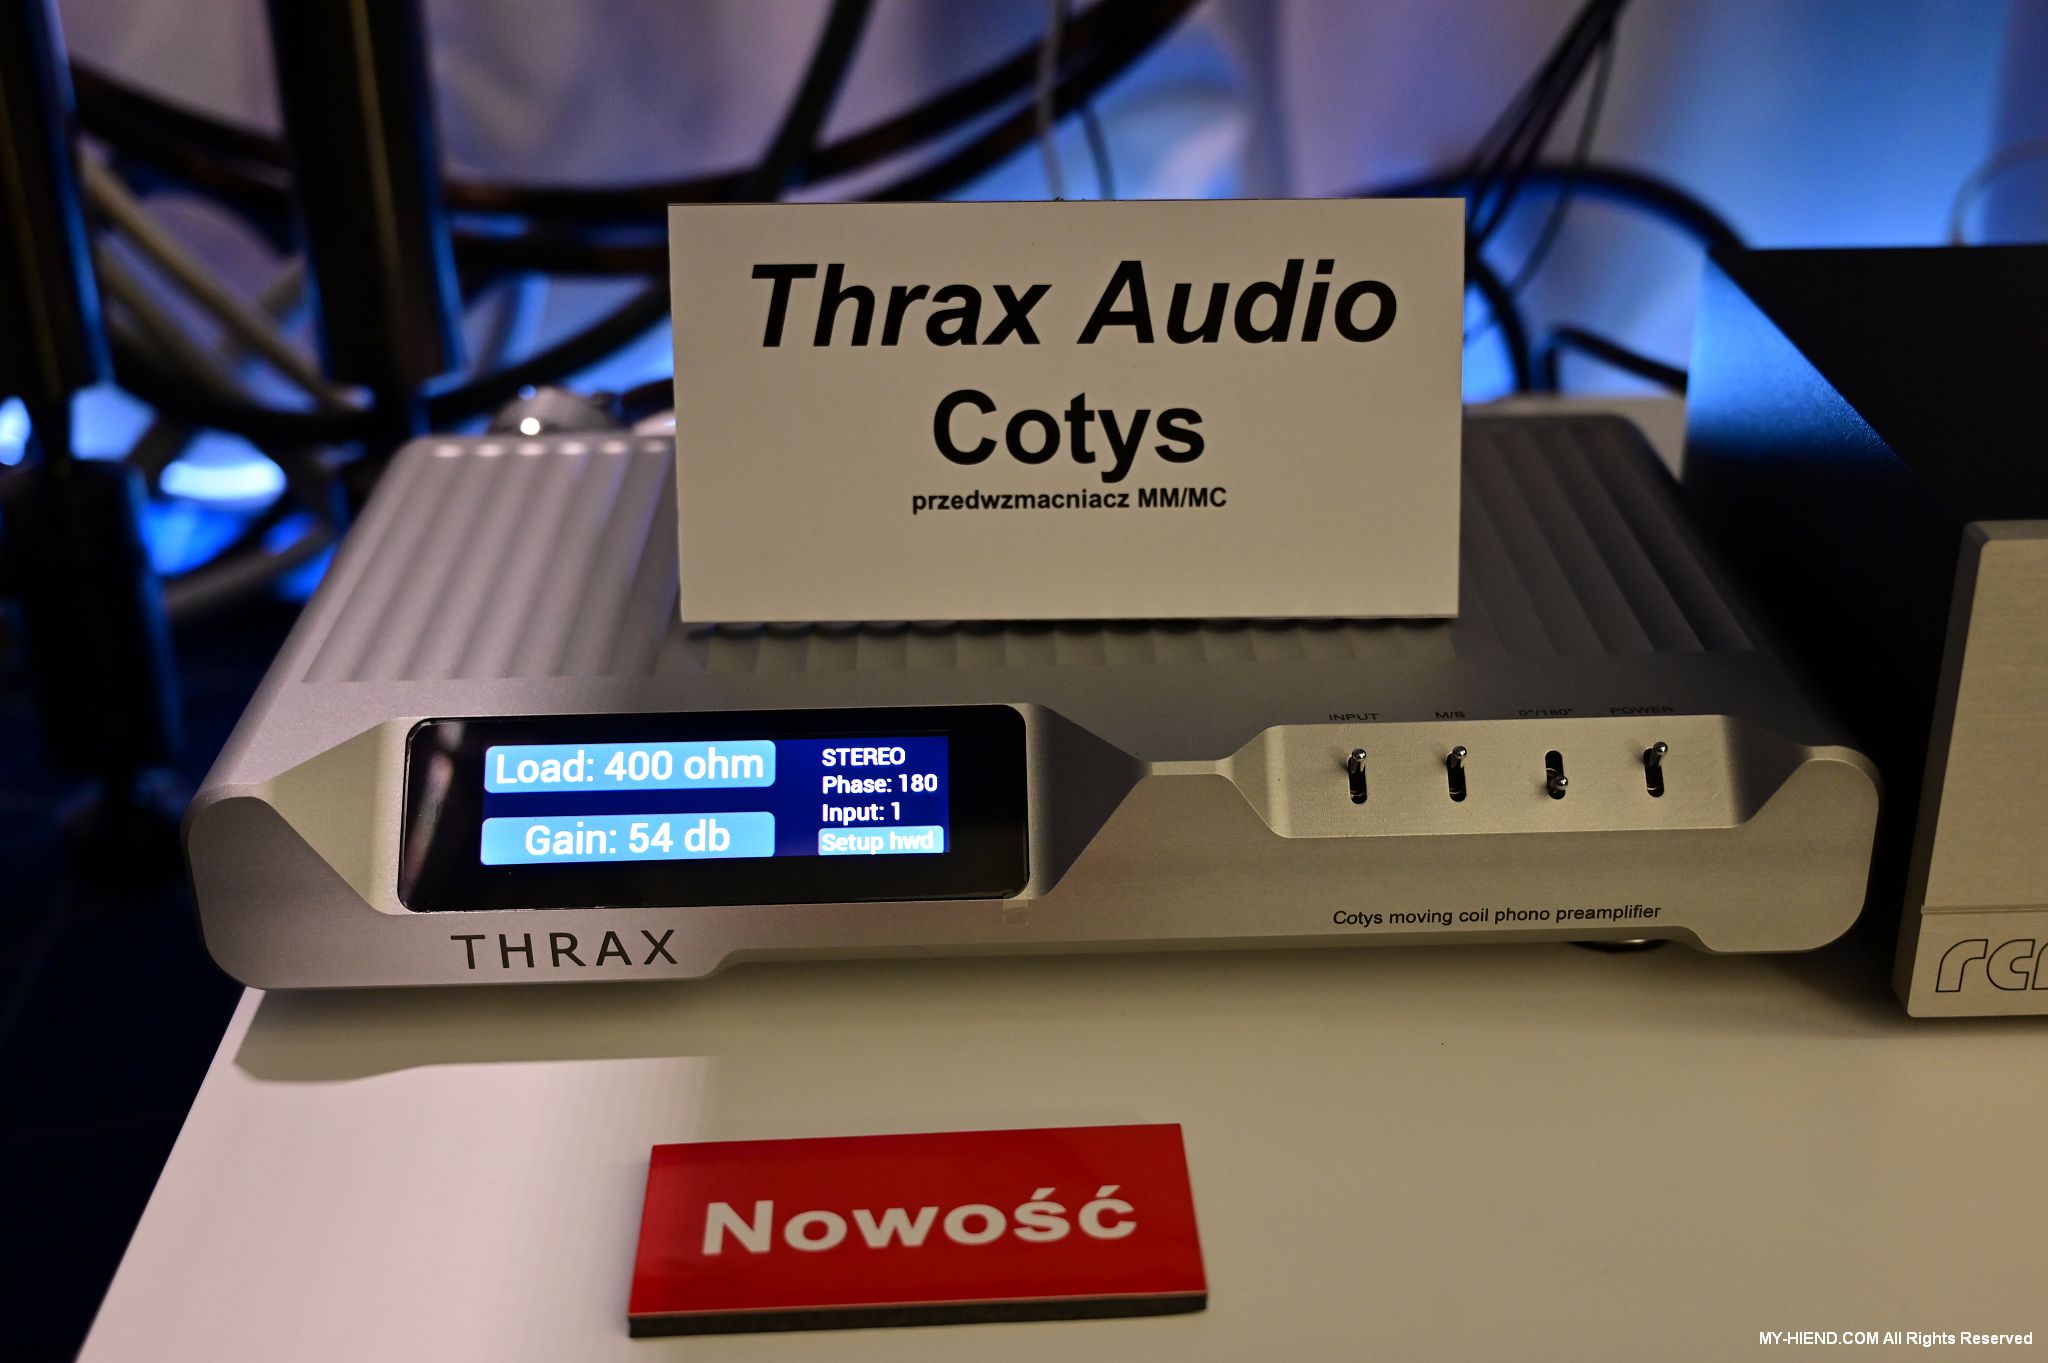 Thrax Audio
Cotys
przedwzmacniacz MM/MC
INPUT M/S 0°/180° POWER
Load: 400 ohm
Gain: 54 db
STEREO
Phase: 180
Input: 1
Setup hwd
Cotys moving coil phono preamplifier
THRAX
Nowość
MY-HIEND.COM All Rights Reserved